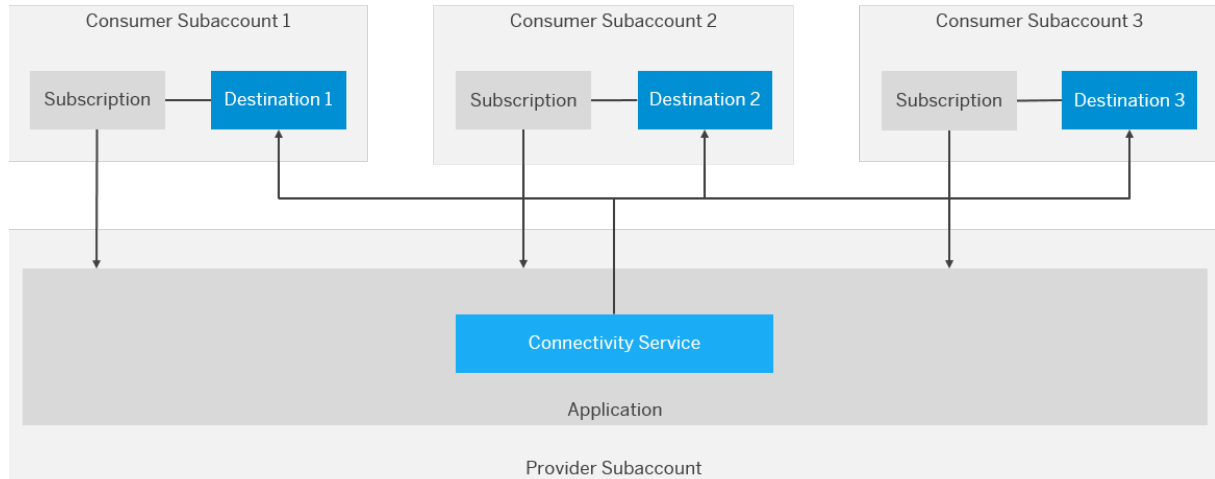 Consumer Subaccount 1
Consumer Subaccount 2
Consumer Subaccount 3
Subscription
Destination 1
Subscription
Destination 2
Subscription
Destination 3
Connectivity Service
Application
Provider Subaccount